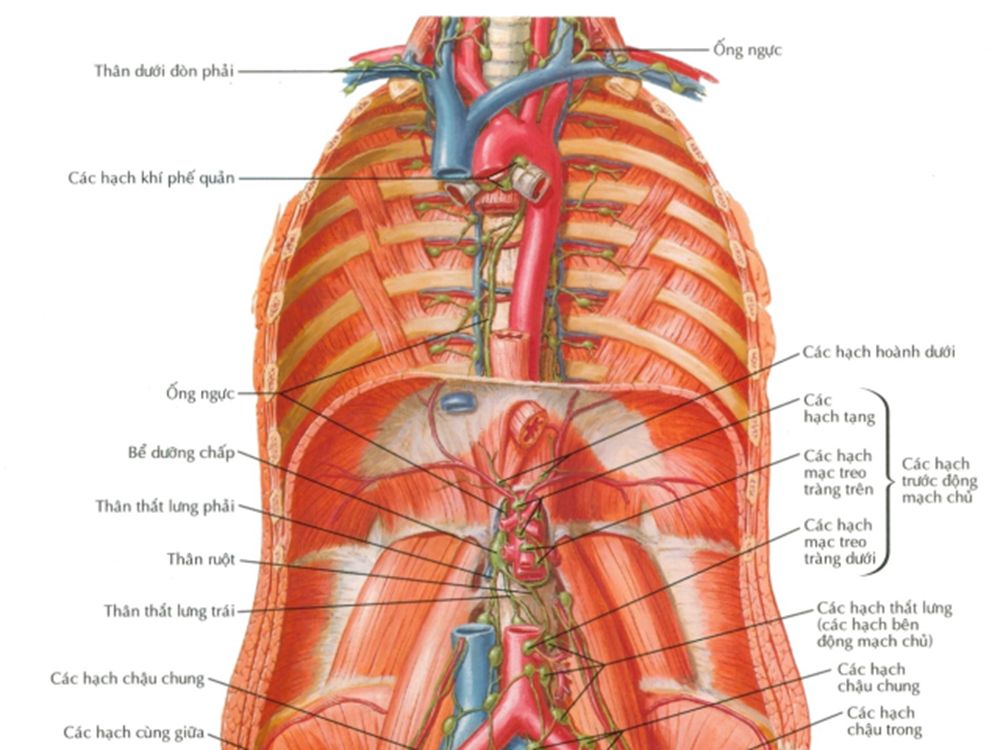 Ống ngực
Thân dưới đòn phải
Các hạch khí phế quản
Các hạch hoành dưới
Ống ngực
Các
hạch tạng
Bể dưỡng chấp
Các hạch
mạc treo
tràng trên
Các hạch
trước động
mạch chủ
Thân thắt lưng phải
Các hạch
mạc treo
tràng dưới
Thân ruột
Thân thắt lưng trái
Các hạch thắt lưng
(các hạch bên
động mạch chủ)
Các hạch chậu chung
Các hạch
chậu chung
Các hạch cùng giữa
Các hạch
chậu trong